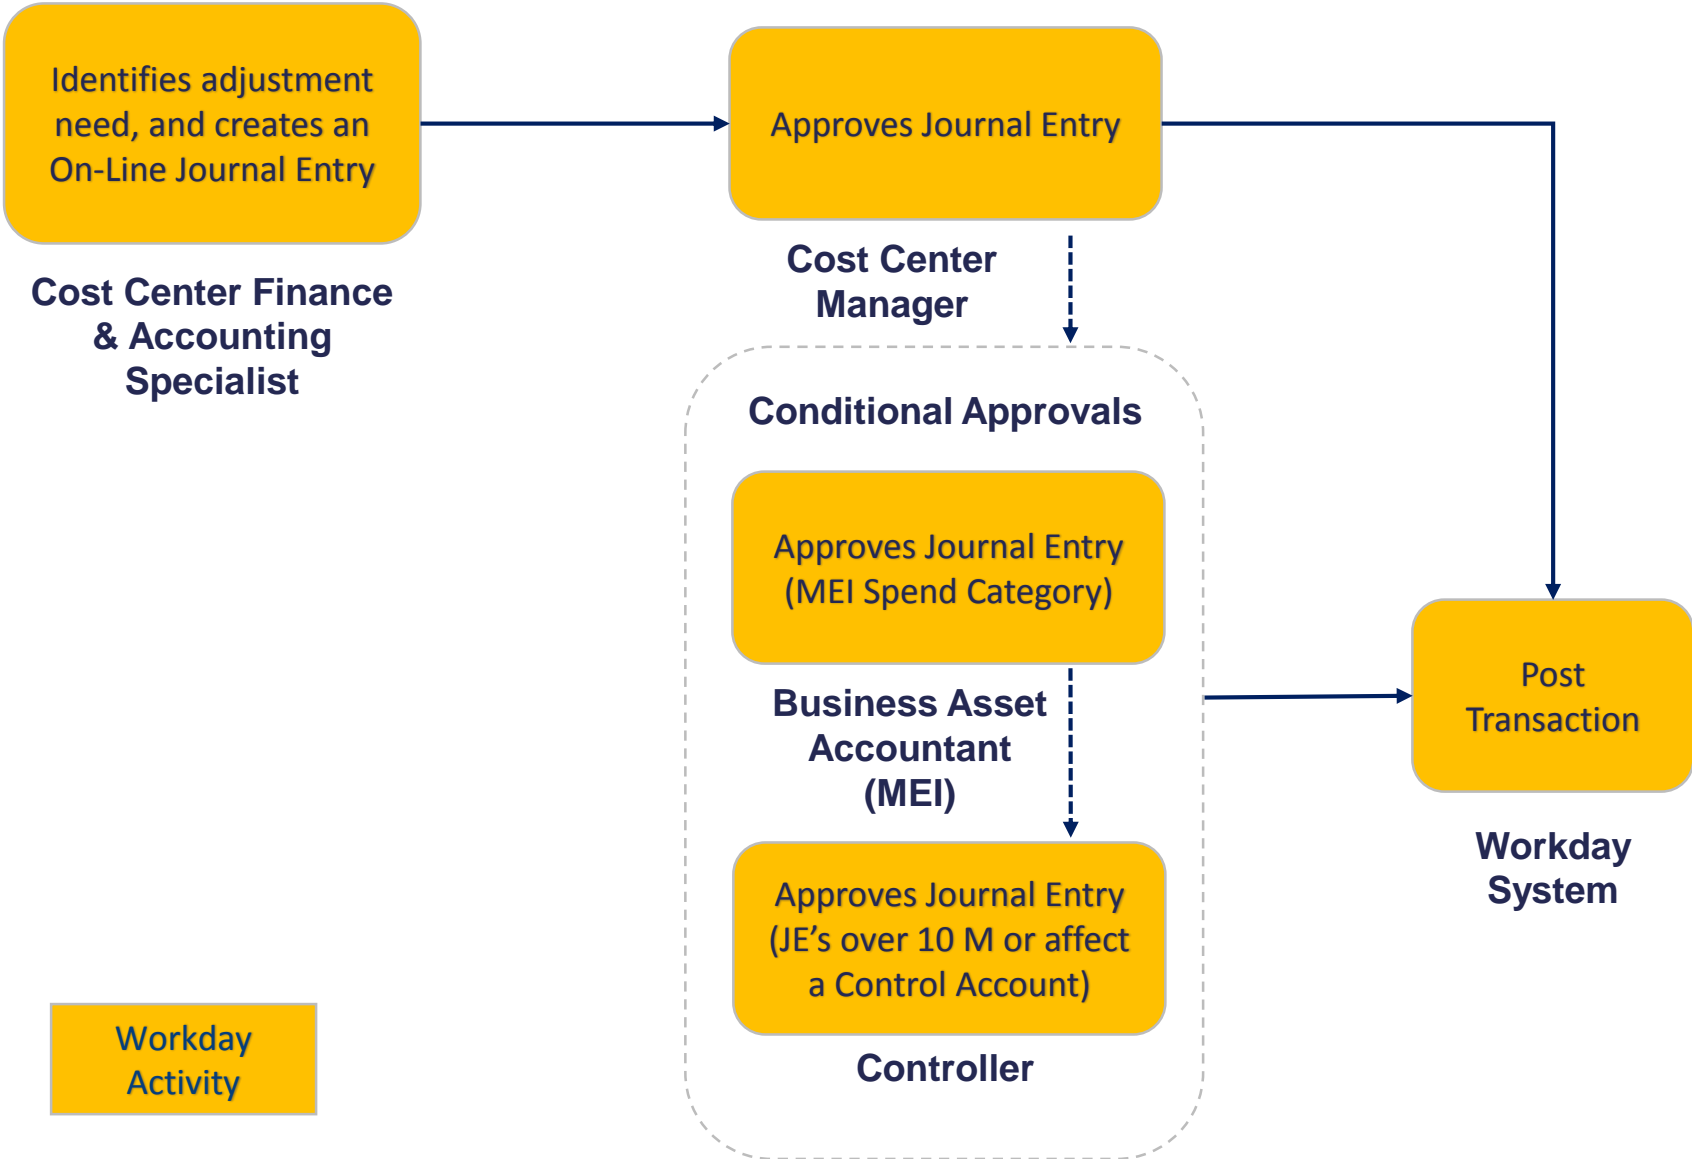 Identifies adjustment
need, and creates an
On-Line Journal Entry
Cost Center Finance
& Accounting
Specialist
Approves Journal Entry
Cost Center
Manager
Conditional Approvals
Approves Journal Entry
(MEI Spend Category)
Business Asset
Accountant
(MEI)
Approves Journal Entry
(JE’s over 10 M or affect
a Control Account)
Controller
Post
Transaction
Workday
System
Workday
Activity